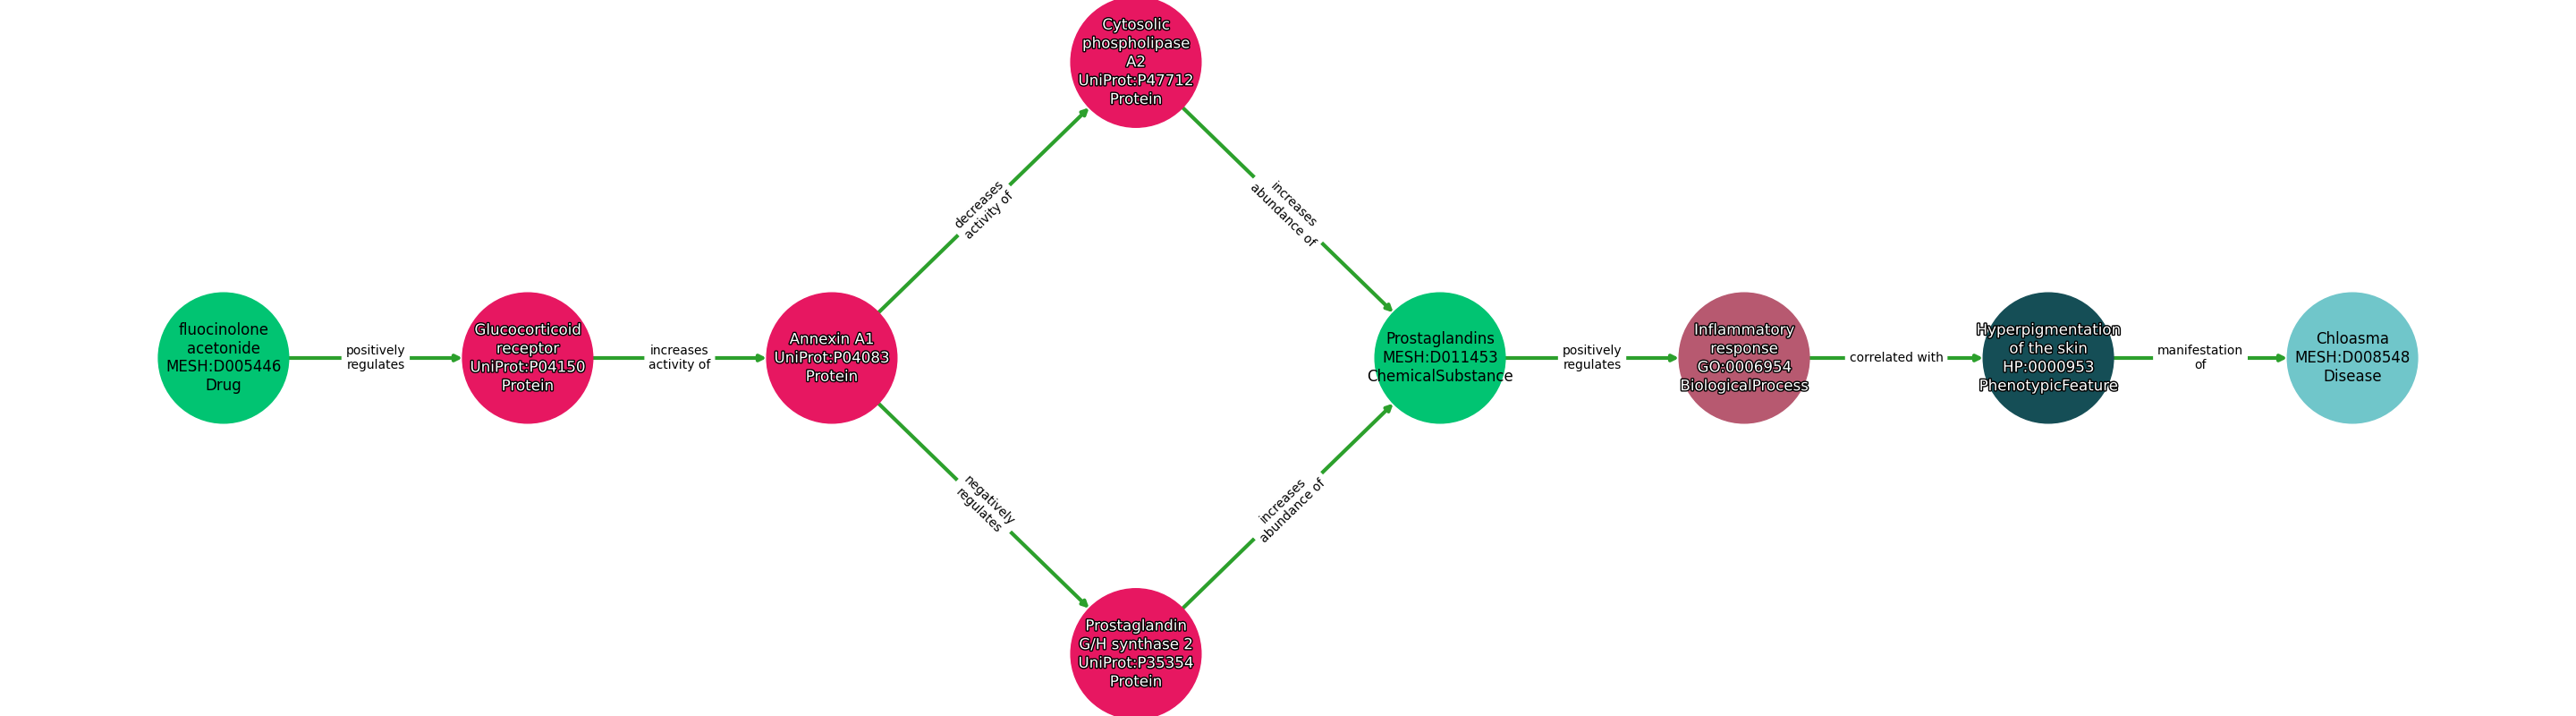 Cytosolic
phospholipase
A2
UniProt:P47712
Protein
decreases
activity of
increases
abundance of
fluocinolone
acetonide
MESH:D005446
Drug
positively
regulates
Glucocorticoid
receptor
UniProt:P04150
Protein
increases
activity of
Annexin A1
UniProt:P04083
Protein
Prostaglandins
MESH:D011453
ChemicalSubstance
positively
regulates
Inflammatory
response
GO:0006954
BiologicalProcess
correlated with
Hyperpigmentation
of the skin
HP:0000953
PhenotypicFeature
manifestation
of
Chloasma
MESH:D008548
Disease
negatively
regulates
increases
abundance of
Prostaglandin
G/H synthase 2
UniProt:P35354
Protein